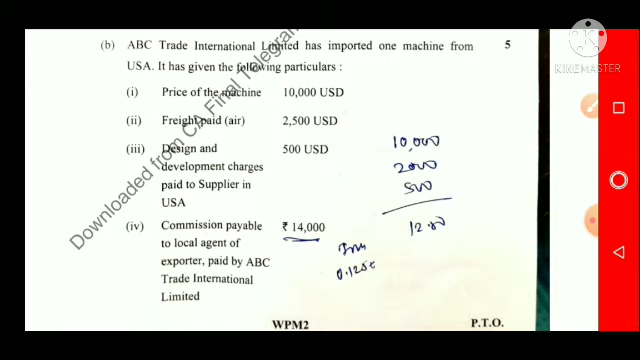 (b) ABC Trade International Limited has imported one machine from 5
USA. It has given the following particulars :
(i) Price of the machine 10,000 USD
(ii) Freight paid (air) 2,500 USD
(iii) Design and 500 USD
development charges
paid to Supplier in
USA
(iv) Commission payable ₹ 14,000
to local agent of
exporter, paid by ABC
Trade International
Limited
10,000
2000
500
WPM2 P.T.O.
Downloaded from CA Final Telegram
KINEMASTER